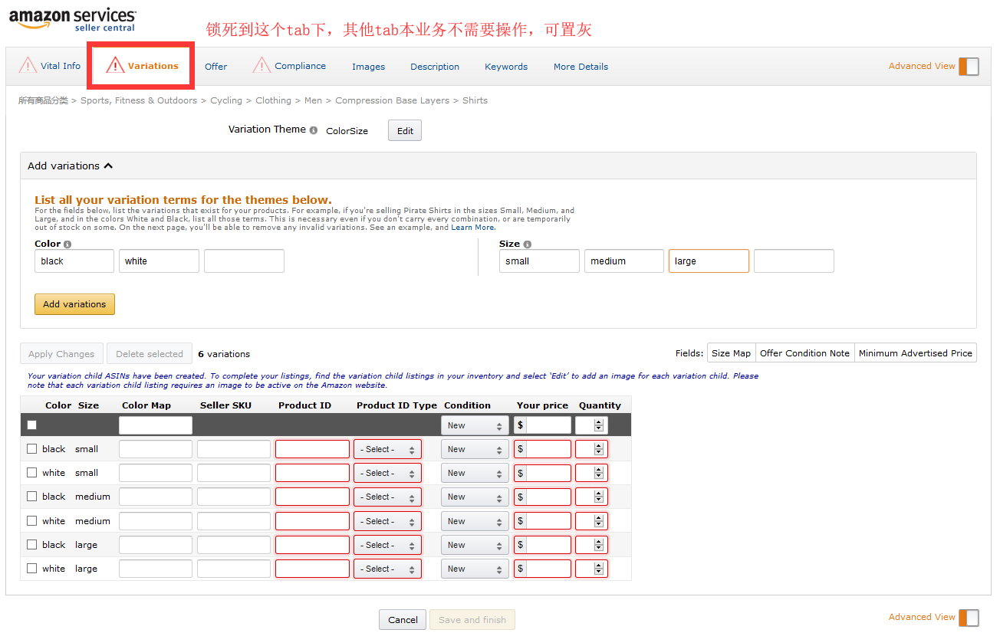 amazon services
seller central
锁死到这个tab下，其他tab本业务不需要操作，可置灰
Vital Info Variations Offer Compliance Images Description Keywords More Details Advanced View
所有商品分类 > Sports, Fitness & Outdoors > Cycling > Clothing > Men > Compression Base Layers > Shirts
Variation Theme ColorSize Edit
Add variations
List all your variation terms for the themes below.
For the fields below, list the variations that exist for your products. For example, if you're selling Pirate Shirts in the sizes Small, Medium, and
Large, and in the colors White and Black, list all those terms. This is necessary even if you don't carry every combination, or are temporarily
out of stock on some. On the next page, you'll be able to remove any invalid variations. See an example, and Learn More.
Color Size
black white small medium large
Add variations
Apply Changes Delete selected 6 variations Fields: Size Map Offer Condition Note Minimum Advertised Price
Your variation child ASINs have been created. To complete your listings, find the variation child listings in your inventory and select 'Edit' to add an image for each variation child. Please
note that each variation child listing requires an image to be active on the Amazon website.
Color Size Color Map Seller SKU Product ID Product ID Type Condition Your price Quantity
New $
black small - Select - New $
white small - Select - New $
black medium - Select - New $
white medium - Select - New $
black large - Select - New $
white large - Select - New $
Cancel Save and finish Advanced View